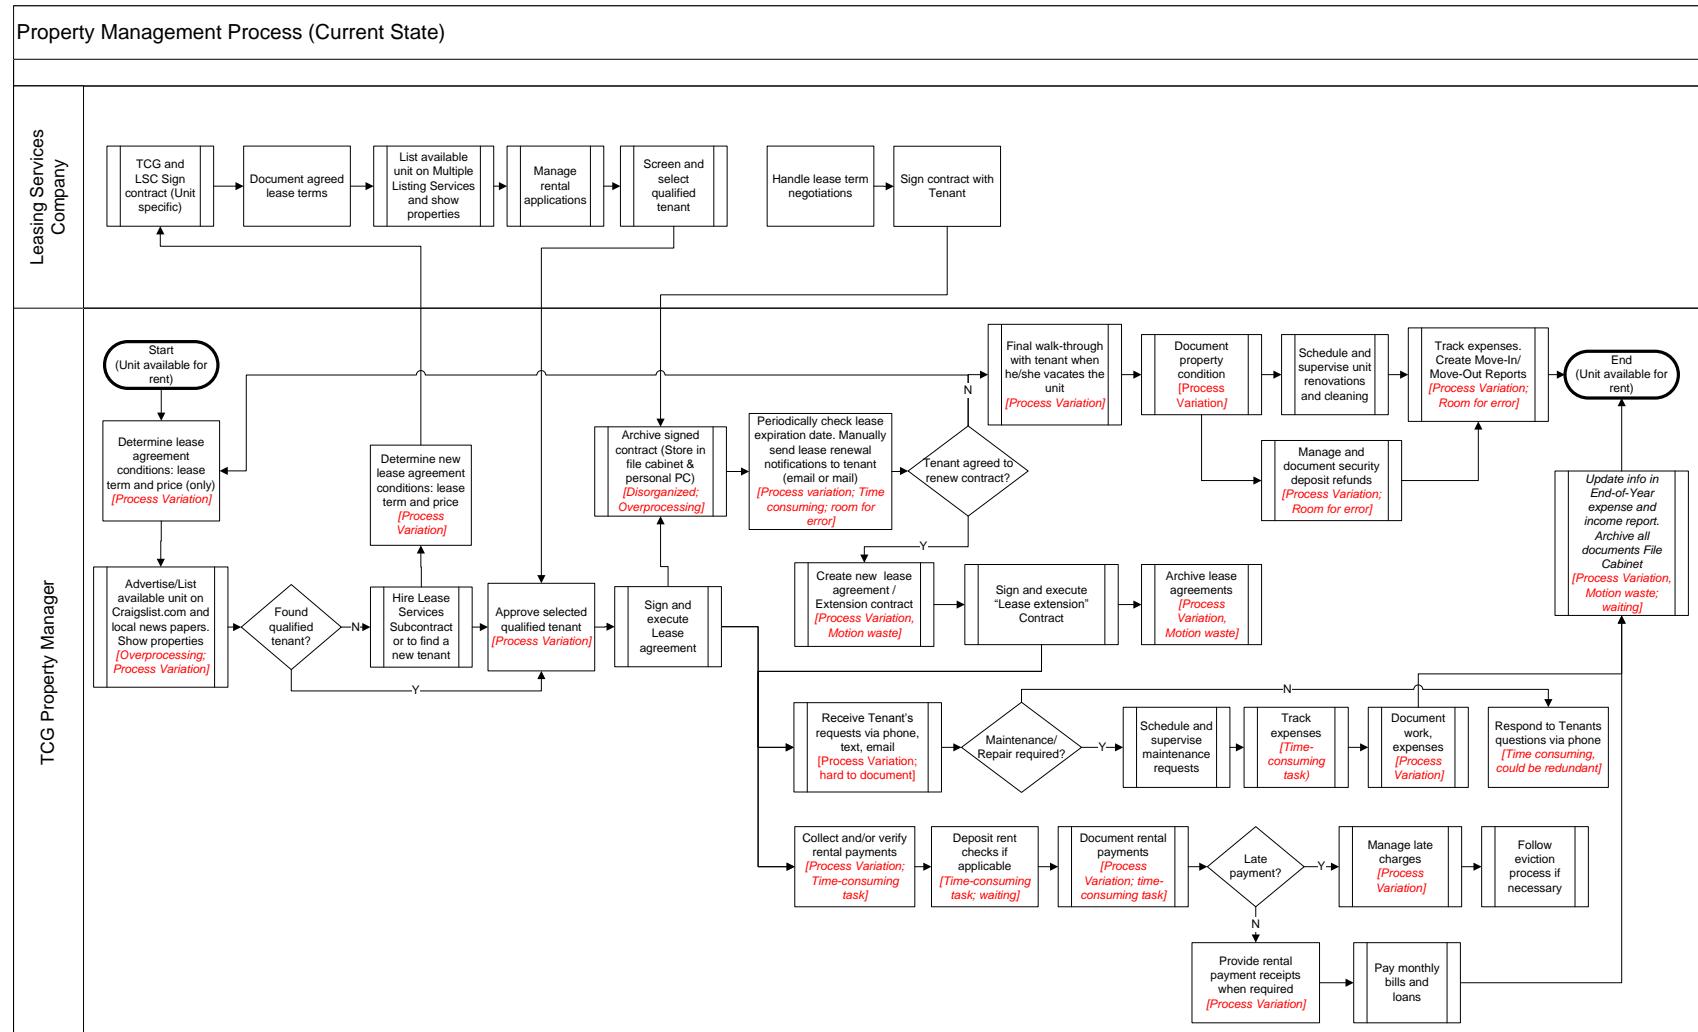 Property Management Process (Current State)
Leasing Services
Company
TCG and
LSC Sign
contract (Unit
specific)
Document agreed
lease terms
List available
unit on Multiple
Listing Services
and show
properties
Manage
rental
applications
Screen and
select
qualified
tenant
Handle lease term
negotiations
Sign contract with
Tenant
TCG Property Manager
Start
(Unit available for
rent)
Determine lease
agreement
conditions: lease
term and price (only)
[Process Variation]
Advertise/List
available unit on
Craigslist.com and
local news papers.
Show properties
[Overprocessing;
Process Variation]
Found
qualified
tenant?
N
Y
Determine new
lease agreement
conditions: lease
term and price
[Process
Variation]
Hire Lease
Services
Subcontract
or to find a
new tenant
Approve selected
qualified tenant
[Process Variation]
Archive signed
contract (Store in
file cabinet &
personal PC)
[Disorganized;
Overprocessing]
Sign and
execute
Lease
agreement
Periodically check lease
expiration date. Manually
send lease renewal
notifications to tenant
(email or mail)
[Process variation; Time
consuming; room for
error]
Tenant agreed to
renew contract?
N
Y
Final walk-through
with tenant when
he/she vacates the
unit
[Process Variation]
Document
property
condition
[Process
Variation]
Schedule and
supervise unit
renovations
and cleaning
Track expenses.
Create Move-In/
Move-Out Reports
[Process Variation;
Room for error]
End
(Unit available for
rent)
Manage and
document security
deposit refunds
[Process Variation;
Room for error]
Update info in
End-of-Year
expense and
income report.
Archive all
documents File
Cabinet
[Process Variation,
Motion waste;
waiting]
Create new lease
agreement /
Extension contract
[Process Variation,
Motion waste]
Sign and execute
“Lease extension”
Contract
Archive lease
agreements
[Process
Variation,
Motion waste]
Receive Tenant's
requests via phone,
text, email
[Process Variation;
hard to document]
Maintenance/
Repair required?
N
Y
Schedule and
supervise
maintenance
requests
Track
expenses
[Time-
consuming
task)
Document
work,
expenses
[Process
Variation]
Respond to Tenants
questions via phone
[Time consuming,
could be redundant]
Collect and/or verify
rental payments
[Process Variation;
Time-consuming
task]
Deposit rent
checks if
applicable
[Time-consuming
task; waiting]
Document rental
payments
[Process
Variation; time-
consuming task]
Late
payment?
Y
N
Manage late
charges
[Process
Variation]
Follow
eviction
process if
necessary
Provide rental
payment receipts
when required
[Process Variation]
Pay monthly
bills and
loans